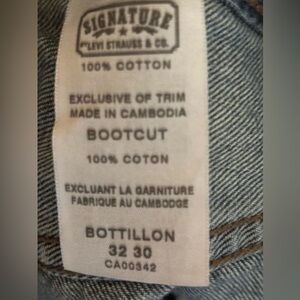 SIGNATURE
BY LEVI STRAUSS & CO.
100% COTTON
EXCLUSIVE OF TRIM
MADE IN CAMBODIA
BOOTCUT
100% COTON
EXCLUANT LA GARNITURE
FABRIQUE AU CAMBODGE
BOTTILLON
32 30
CA00342